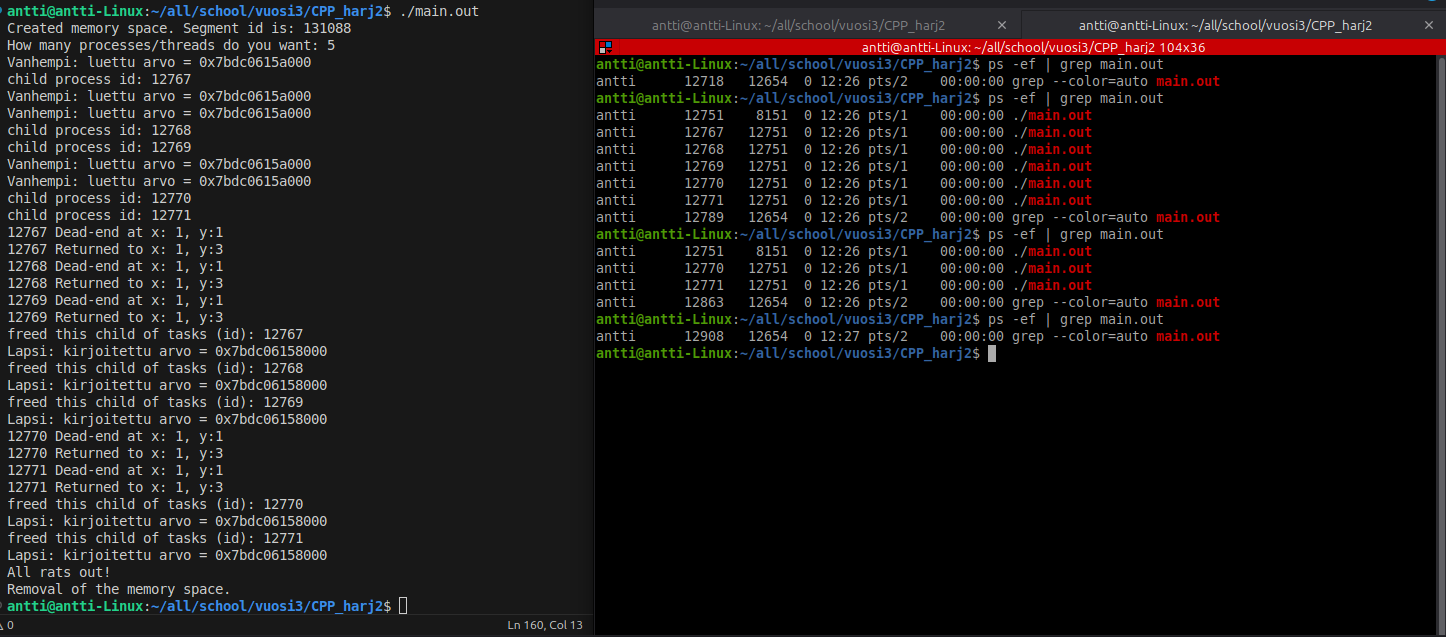 antti@antti-Linux:~/all/school/vuosi3/CPP_harj2$ ./main.out
Created memory space. Segment id is: 131088
How many processes/threads do you want: 5
Vanhempi: luettu arvo = 0x7bdc0615a000
child process id: 12767
Vanhempi: luettu arvo = 0x7bdc0615a000
Vanhempi: luettu arvo = 0x7bdc0615a000
child process id: 12768
child process id: 12769
Vanhempi: luettu arvo = 0x7bdc0615a000
Vanhempi: luettu arvo = 0x7bdc0615a000
child process id: 12770
child process id: 12771
12767 Dead-end at x: 1, y:1
12767 Returned to x: 1, y:3
12768 Dead-end at x: 1, y:1
12768 Returned to x: 1, y:3
12769 Dead-end at x: 1, y:1
12769 Returned to x: 1, y:3
freed this child of tasks (id): 12767
Lapsi: kirjoitettu arvo = 0x7bdc06158000
freed this child of tasks (id): 12768
Lapsi: kirjoitettu arvo = 0x7bdc06158000
freed this child of tasks (id): 12769
Lapsi: kirjoitettu arvo = 0x7bdc06158000
12770 Dead-end at x: 1, y:1
12770 Returned to x: 1, y:3
12771 Dead-end at x: 1, y:1
12771 Returned to x: 1, y:3
freed this child of tasks (id): 12770
Lapsi: kirjoitettu arvo = 0x7bdc06158000
freed this child of tasks (id): 12771
Lapsi: kirjoitettu arvo = 0x7bdc06158000
All rats out!
Removal of the memory space.
antti@antti-Linux:~/all/school/vuosi3/CPP_harj2$
0
Ln 160, Col 13
antti@antti-Linux: ~/all/school/vuosi3/CPP_harj2 ×
antti@antti-Linux: ~/all/school/vuosi3/CPP_harj2 ×
antti@antti-Linux: ~/all/school/vuosi3/CPP_harj2 104x36
antti@antti-Linux:~/all/school/vuosi3/CPP_harj2$ ps -ef | grep main.out
antti 12718 12654 0 12:26 pts/2 00:00:00 grep --color=auto main.out
antti@antti-Linux:~/all/school/vuosi3/CPP_harj2$ ps -ef | grep main.out
antti 12751 8151 0 12:26 pts/1 00:00:00 ./main.out
antti 12767 12751 0 12:26 pts/1 00:00:00 ./main.out
antti 12768 12751 0 12:26 pts/1 00:00:00 ./main.out
antti 12769 12751 0 12:26 pts/1 00:00:00 ./main.out
antti 12770 12751 0 12:26 pts/1 00:00:00 ./main.out
antti 12771 12751 0 12:26 pts/1 00:00:00 ./main.out
antti 12789 12654 0 12:26 pts/2 00:00:00 grep --color=auto main.out
antti@antti-Linux:~/all/school/vuosi3/CPP_harj2$ ps -ef | grep main.out
antti 12751 8151 0 12:26 pts/1 00:00:00 ./main.out
antti 12770 12751 0 12:26 pts/1 00:00:00 ./main.out
antti 12771 12751 0 12:26 pts/1 00:00:00 ./main.out
antti 12863 12654 0 12:26 pts/2 00:00:00 grep --color=auto main.out
antti@antti-Linux:~/all/school/vuosi3/CPP_harj2$ ps -ef | grep main.out
antti 12908 12654 0 12:27 pts/2 00:00:00 grep --color=auto main.out
antti@antti-Linux:~/all/school/vuosi3/CPP_harj2$